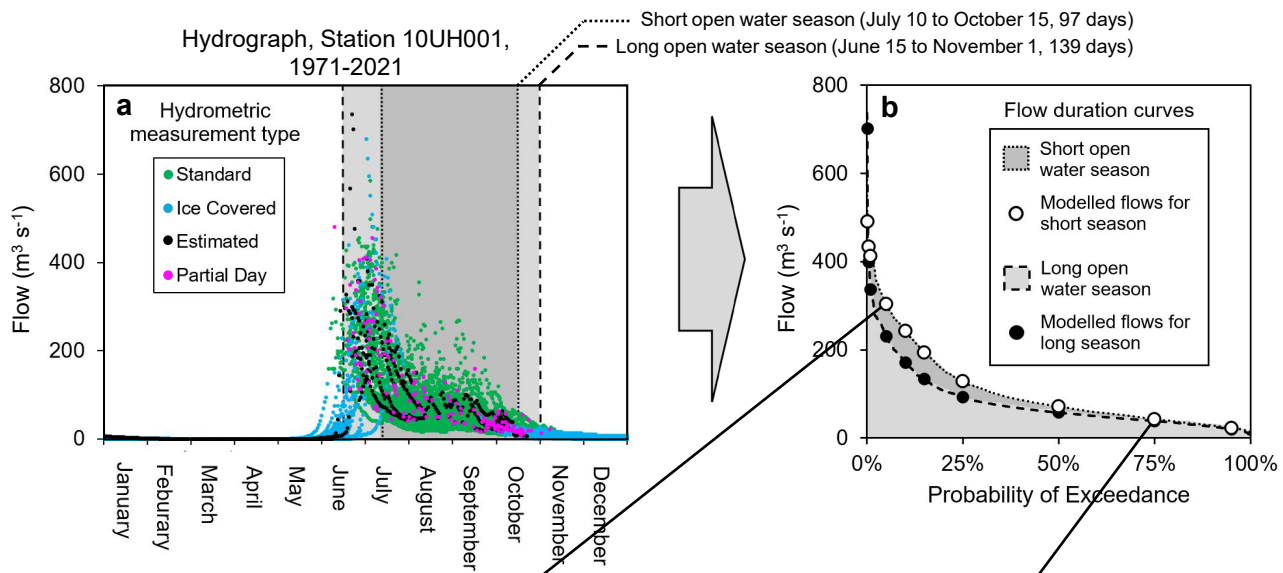 Short open water season (July 10 to October 15, 97 days)
Long open water season (June 15 to November 1, 139 days)
Hydrograph, Station 10UH001,
1971-2021
a
Hydrometric
measurement type
Standard
Ice Covered
Estimated
Partial Day
Flow (m³ s⁻¹)
800
600
400
200
0
January
Feburary
March
April
May
June
July
August
September
October
November
December
b
Flow duration curves
Short open
water season
Modelled flows for
short season
Long open
water season
Modelled flows for
long season
Flow (m³ s⁻¹)
800
600
400
200
0
0%
25%
50%
75%
100%
Probability of Exceedance